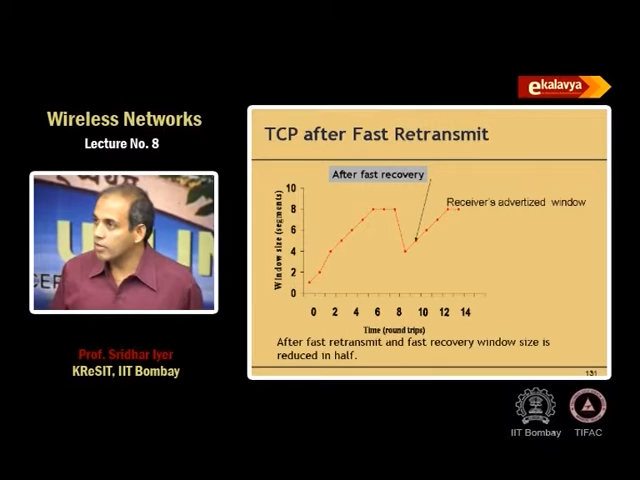 ekalavya
Wireless Networks
Lecture No. 8
TCP after Fast Retransmit
After fast recovery
Receiver's advertized window
Window size (segments)
10
8
6
4
2
0
0 2 4 6 8 10 12 14
Time (round trips)
After fast retransmit and fast recovery window size is
reduced in half.
131
Prof. Sridhar Iyer
KReSIT, IIT Bombay
IIT Bombay
TIFAC